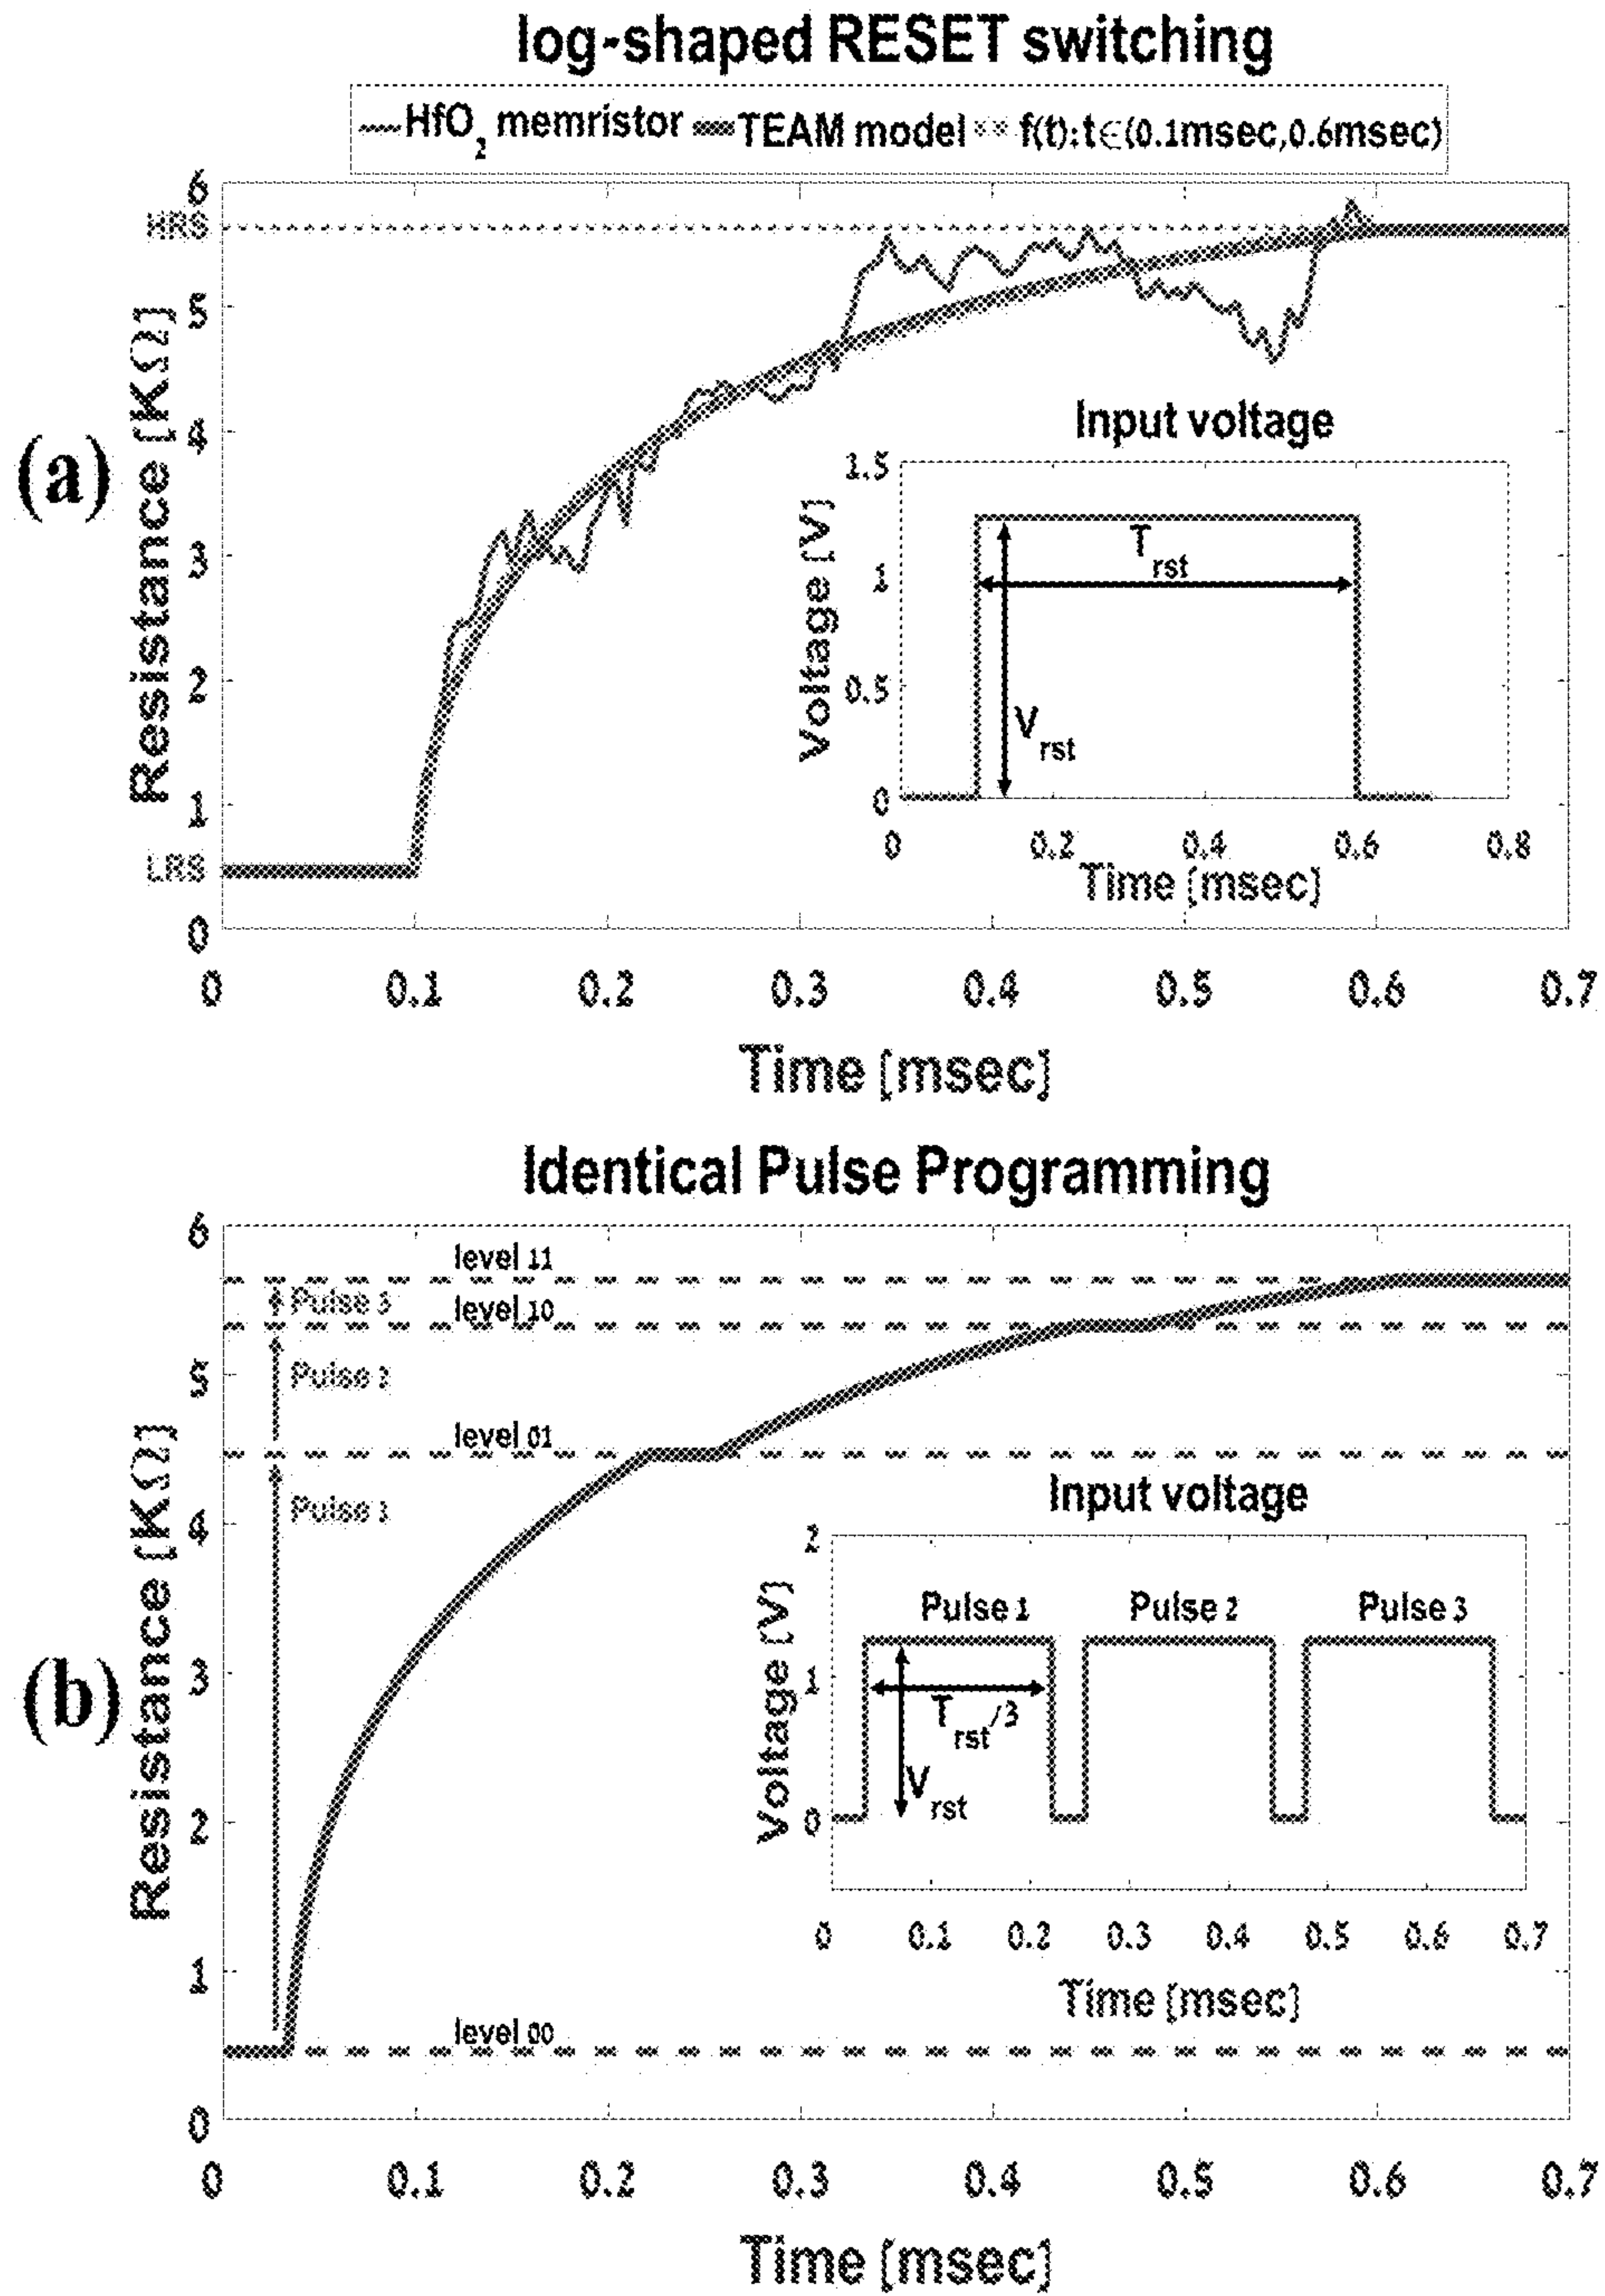 log-shaped RESET switching
HfO2 memristor TEAM model f(t):t∈(0.1msec,0.6msec)
(a)
Resistance [KΩ]
6
HRS
5
4
3
2
1
LRS
0
0 0.1 0.2 0.3 0.4 0.5 0.6 0.7
Time [msec]
Input voltage
Voltage [V]
1.5
1
0.5
0
Trst
Vrst
0 0.2 0.4 0.6 0.8
Time [msec]
Identical Pulse Programming
(b)
Resistance [KΩ]
6
5
4
3
2
1
0
level 11
Pulse 3
level 10
Pulse 2
level 01
Pulse 1
level 00
0 0.1 0.2 0.3 0.4 0.5 0.6 0.7
Time [msec]
Input voltage
Voltage [V]
2
1
0
Pulse 1 Pulse 2 Pulse 3
Trst/3
Vrst
0 0.1 0.2 0.3 0.4 0.5 0.6 0.7
Time [msec]